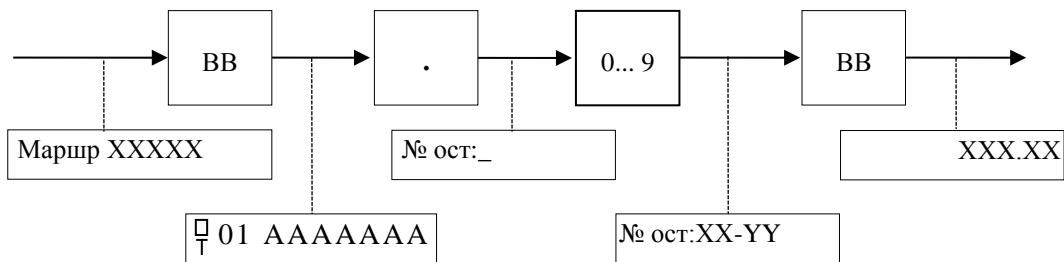 ВВ . 0... 9 ВВ
Маршр XXXXX № ост:_ XXX.XX
01 AAAAAAA № ост:XX-YY